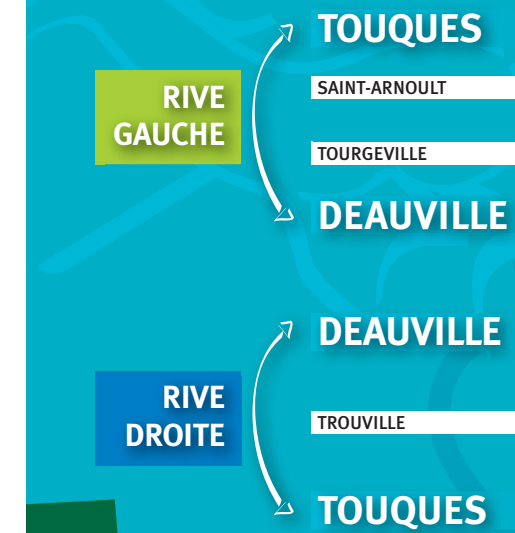 RIVE
GAUCHE
TOUQUES
SAINT-ARNOULT
TOURGEVILLE
DEAUVILLE
RIVE
DROITE
DEAUVILLE
TROUVILLE
TOUQUES